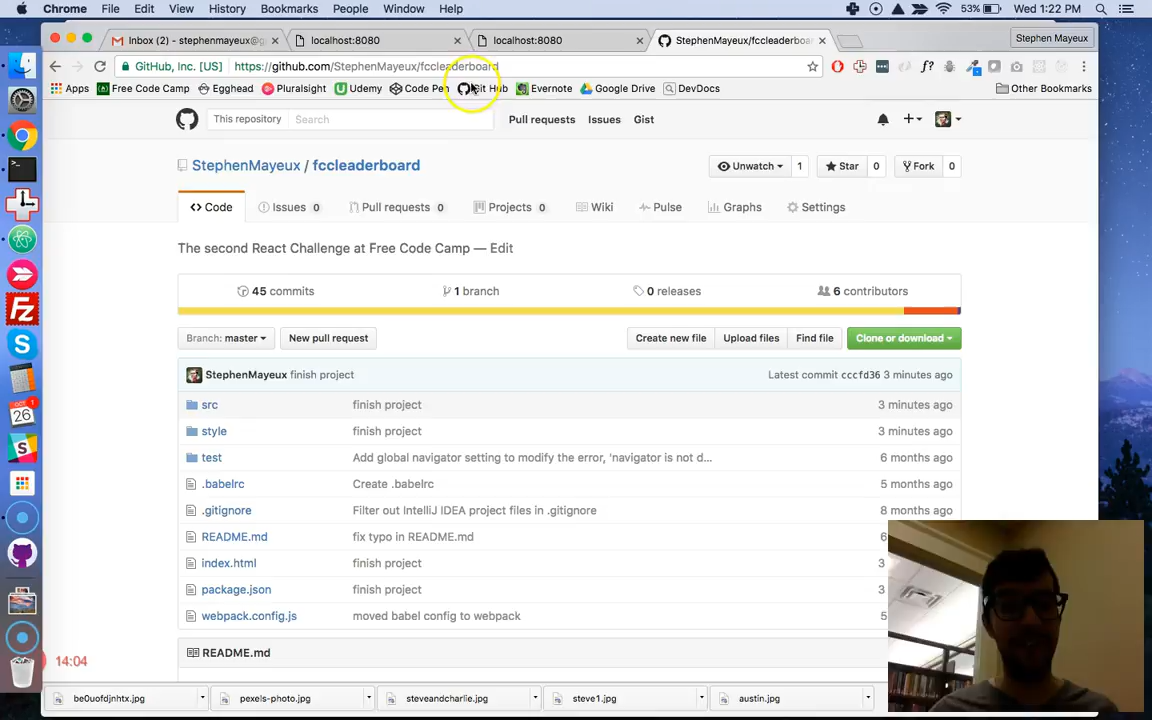 Chrome File Edit View History Bookmarks People Window Help 53% Wed 1:22 PM
Inbox (2) - stephenmayeux@g localhost:8080 localhost:8080 StephenMayeux/fccleaderboar Stephen Mayeux
GitHub, Inc. [US] https://github.com/StephenMayeux/fccleaderboard
Apps Free Code Camp Egghead Pluralsight Udemy Code Pen Git Hub Evernote Google Drive DevDocs Other Bookmarks
This repository Search Pull requests Issues Gist
StephenMayeux / fccleaderboard Unwatch 1 Star 0 Fork 0
Code Issues 0 Pull requests 0 Projects 0 Wiki Pulse Graphs Settings
The second React Challenge at Free Code Camp — Edit
45 commits 1 branch 0 releases 6 contributors
Branch: master New pull request Create new file Upload files Find file Clone or download
StephenMayeux finish project Latest commit cccfd36 3 minutes ago
src finish project 3 minutes ago
style finish project 3 minutes ago
test Add global navigator setting to modify the error, 'navigator is not d... 6 months ago
.babelrc Create .babelrc 5 months ago
.gitignore Filter out IntelliJ IDEA project files in .gitignore 8 months ago
README.md fix typo in README.md 6
index.html finish project 3
package.json finish project 3
webpack.config.js moved babel config to webpack 5
README.md
14:04
be0uofdjnhtx.jpg pexels-photo.jpg steveandcharlie.jpg steve1.jpg austin.jpg